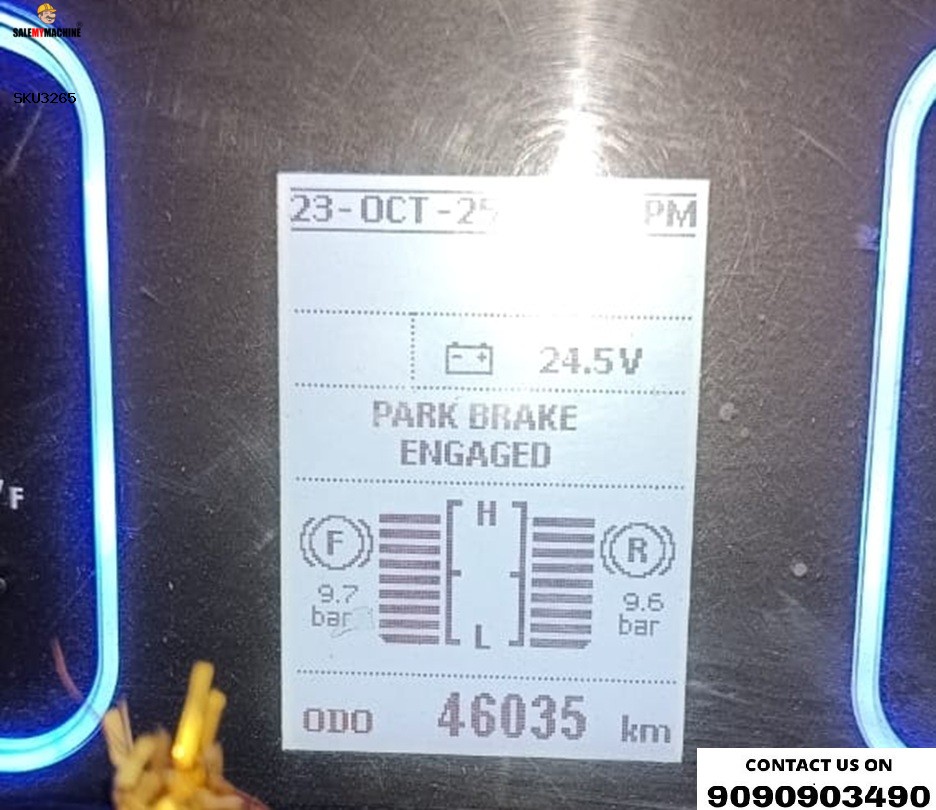 SALEMYMACHINE
SKU3265
23-OCT-25 PM
24.5V
PARK BRAKE
ENGAGED
H
F R
9.7 9.6
bar bar
L
ODO 46035 km
F
CONTACT US ON
9090903490